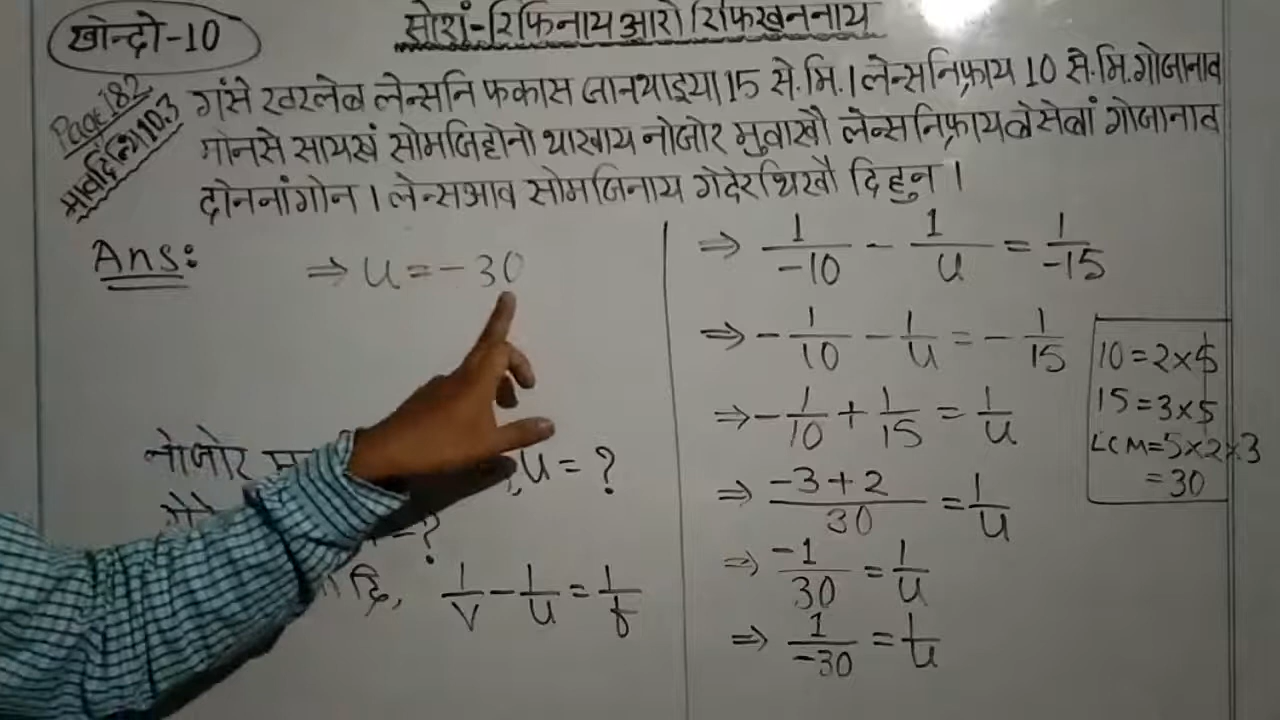 खोन्दो-10
सोरां-रिफिनाय आरो रिफिखननाय
PAGE 182
10.3
गंसे खरलेब लेन्सनि फकास जानथाइया 15 से.मि.। लेन्सनिफ्राय 10 से.मि. गोजानाव
मोनसे सायखं सोमजिहोनो थाखाय नोजोर मुवाखौ लेन्सनिफ्राय बेसेबां गोजानाव
दोननांगोन। लेन्सआव सोमजिनाय गेदेरथिखौ दिहुन।
Ans:
⇒ u = -30
नोजोर
u = ?
= ?
दि, 1/v - 1/u = 1/f
⇒ 1/-10 - 1/u = 1/-15
⇒ -1/10 - 1/u = -1/15
⇒ -1/10 + 1/15 = 1/u
⇒ -3+2/30 = 1/u
⇒ -1/30 = 1/u
⇒ 1/-30 = 1/u
10 = 2×5
15 = 3×5
LCM = 5×2×3
= 30